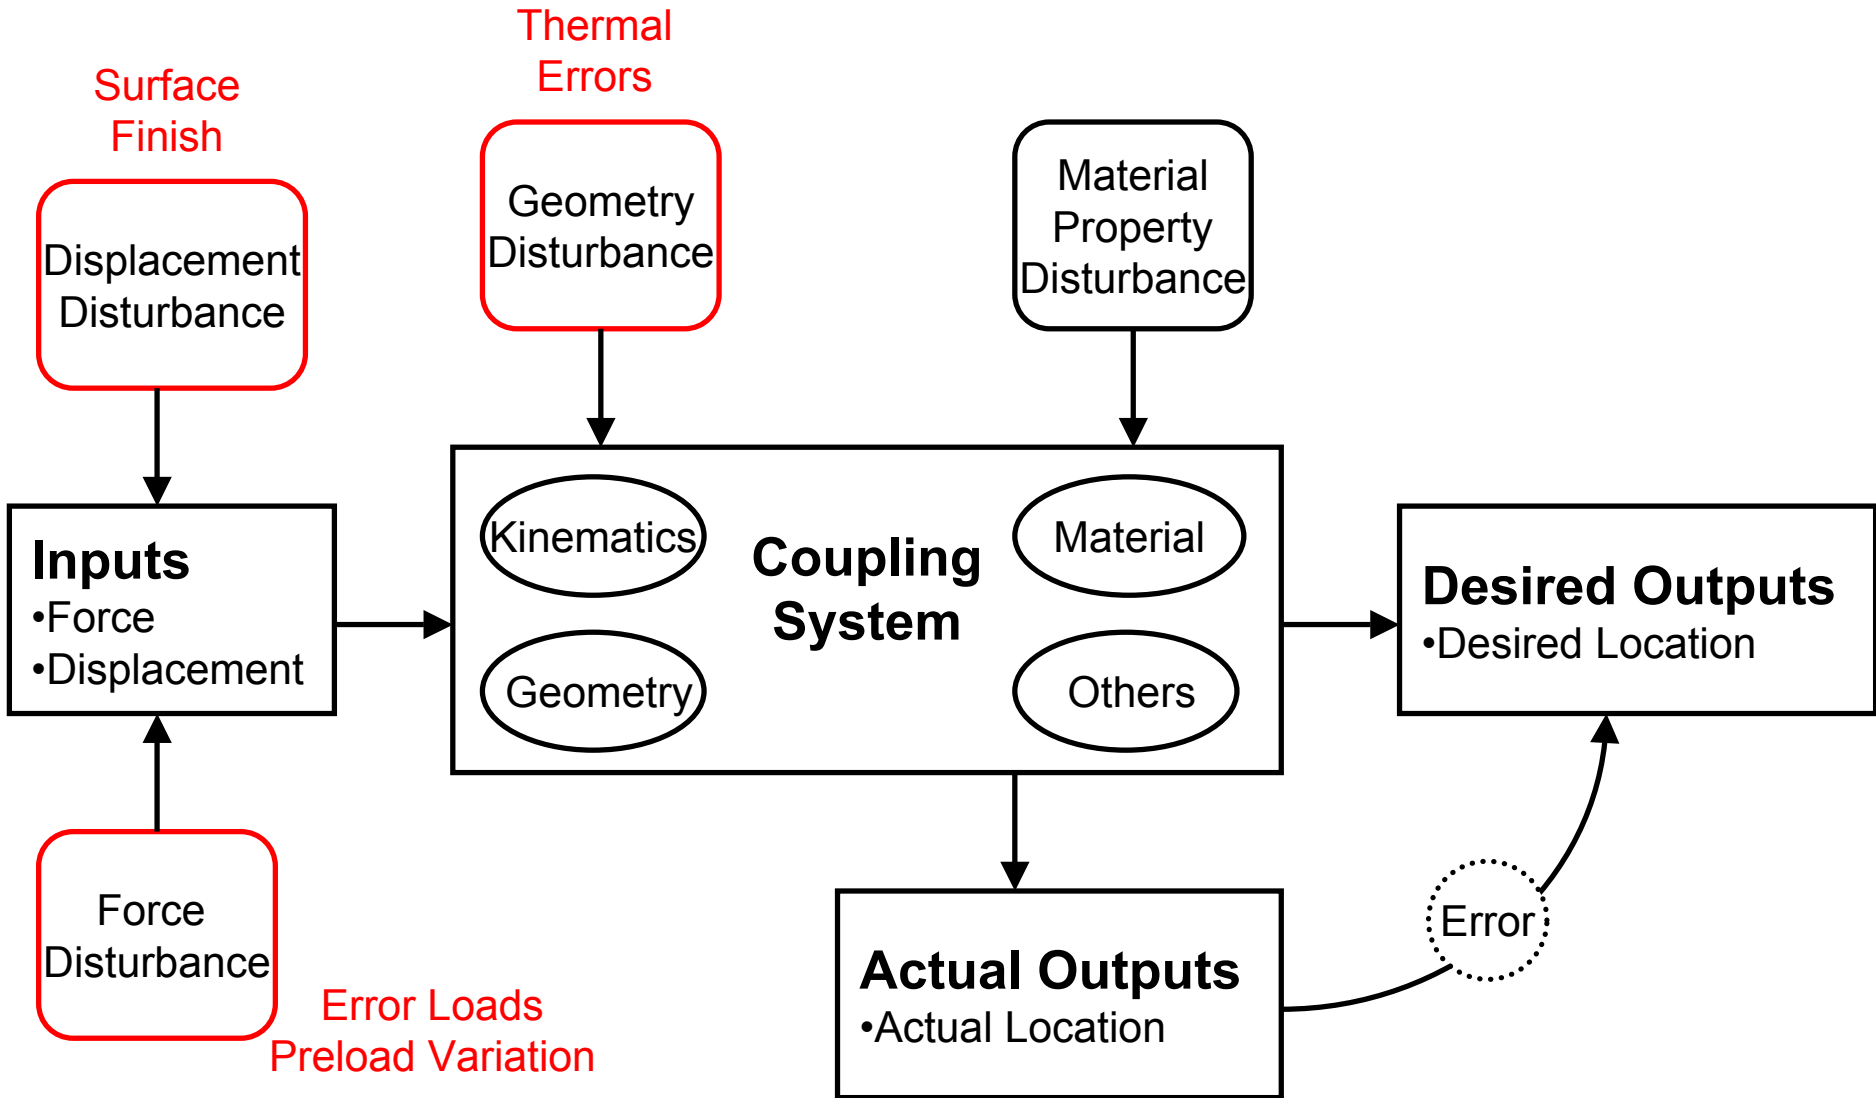 Thermal
Errors
Surface
Finish
Geometry
Disturbance
Material
Property
Disturbance
Displacement
Disturbance
Inputs
•Force
•Displacement
Kinematics
Geometry
Coupling
System
Material
Others
Desired Outputs
•Desired Location
Force
Disturbance
Error Loads
Preload Variation
Actual Outputs
•Actual Location
Error